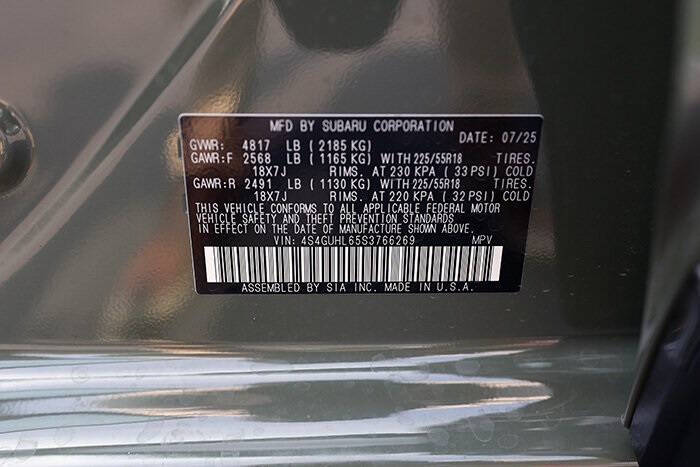 MFD BY SUBARU CORPORATION
GVWR: 4817 LB ( 2185 KG) DATE: 07/25
GAWR:F 2568 LB ( 1165 KG) WITH 225/55R18 TIRES.
18X7J RIMS. AT 230 KPA ( 33 PSI) COLD
GAWR:R 2491 LB ( 1130 KG) WITH 225/55R18 TIRES.
18X7J RIMS. AT 220 KPA ( 32 PSI) COLD
THIS VEHICLE CONFORMS TO ALL APPLICABLE FEDERAL MOTOR
VEHICLE SAFETY AND THEFT PREVENTION STANDARDS
IN EFFECT ON THE DATE OF MANUFACTURE SHOWN ABOVE.
VIN: 4S4GUHL65S3766269 MPV
ASSEMBLED BY SIA INC. MADE IN U.S.A.